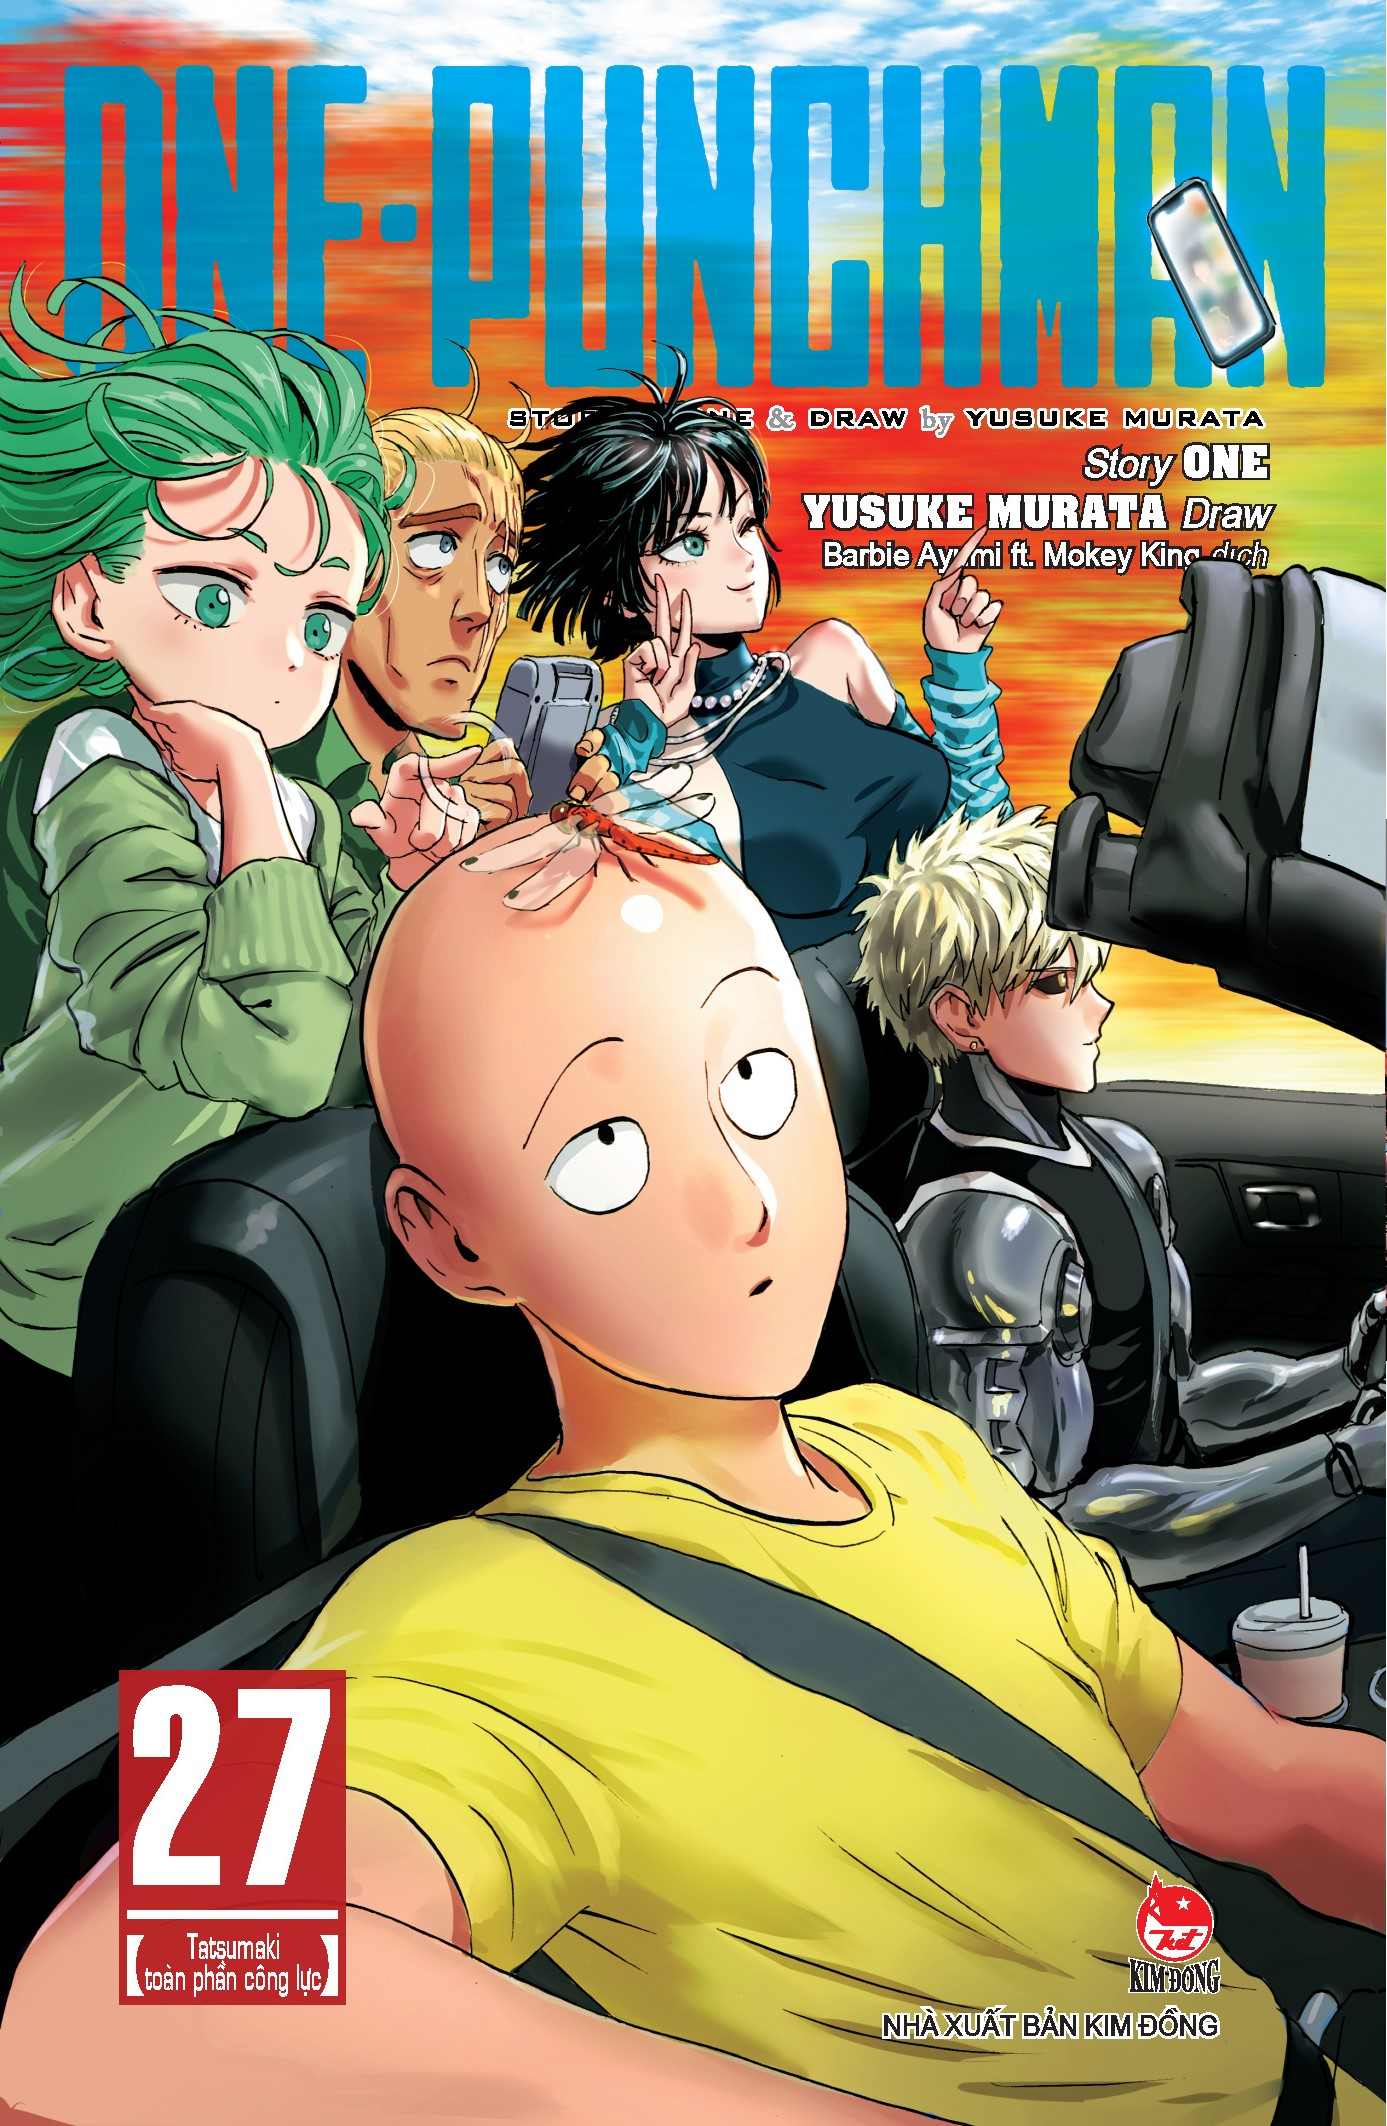 ONE-PUNCHMAN
& DRAW by YUSUKE MURATA
Story ONE
YUSUKE MURATA Draw
Barbie Ayumi ft. Mokey King dịch
27
Tatsumaki
toàn phần công lực
kđ
KIM ĐỒNG
NHÀ XUẤT BẢN KIM ĐỒNG